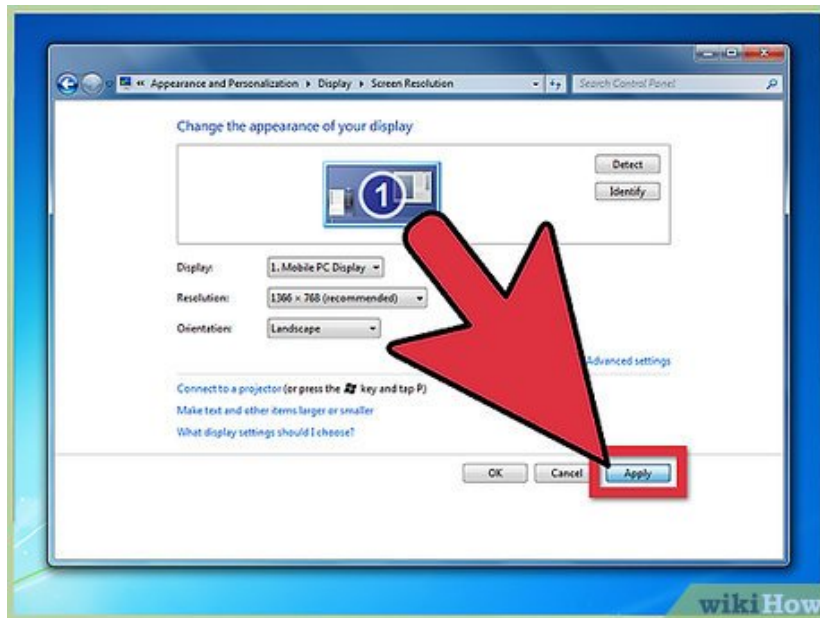 « Appearance and Personalization ▸ Display ▸ Screen Resolution
Search Control Panel
Change the appearance of your display
1
Detect
Identify
Display:
1. Mobile PC Display
Resolution:
1366 × 768 (recommended)
Orientation:
Landscape
Advanced settings
Connect to a projector (or press the key and tap P)
Make text and other items larger or smaller
What display settings should I choose?
OK Cancel Apply
wikiHow